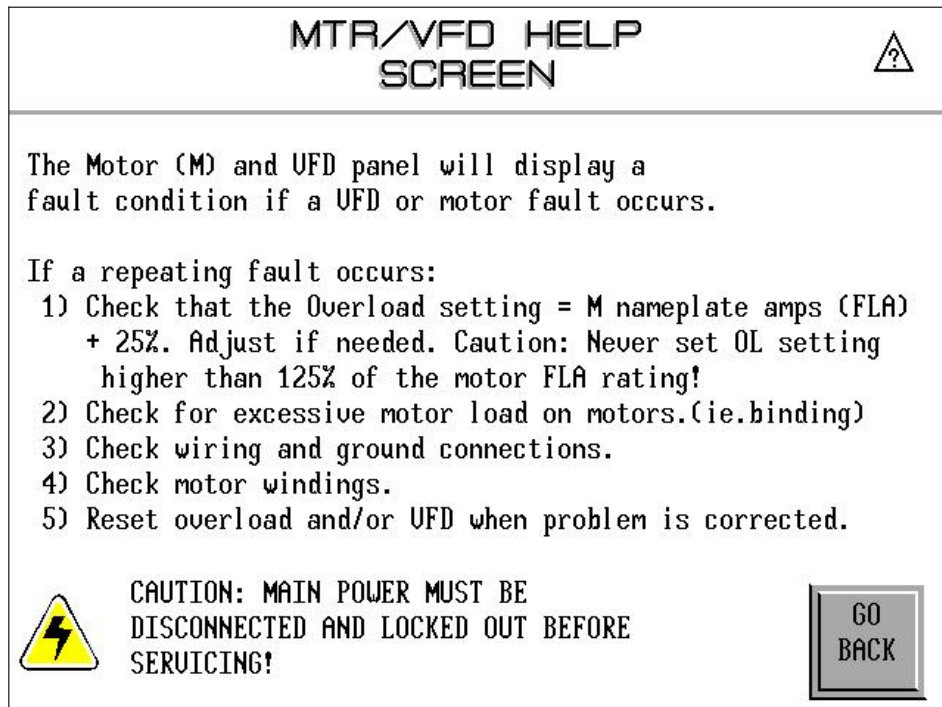 MTR/VFD HELP
SCREEN
?
The Motor (M) and VFD panel will display a
fault condition if a VFD or motor fault occurs.
If a repeating fault occurs:
1) Check that the Overload setting = M nameplate amps (FLA)
+ 25%. Adjust if needed. Caution: Never set OL setting
higher than 125% of the motor FLA rating!
2) Check for excessive motor load on motors.(ie.binding)
3) Check wiring and ground connections.
4) Check motor windings.
5) Reset overload and/or VFD when problem is corrected.
CAUTION: MAIN POWER MUST BE
DISCONNECTED AND LOCKED OUT BEFORE
SERVICING!
GO
BACK